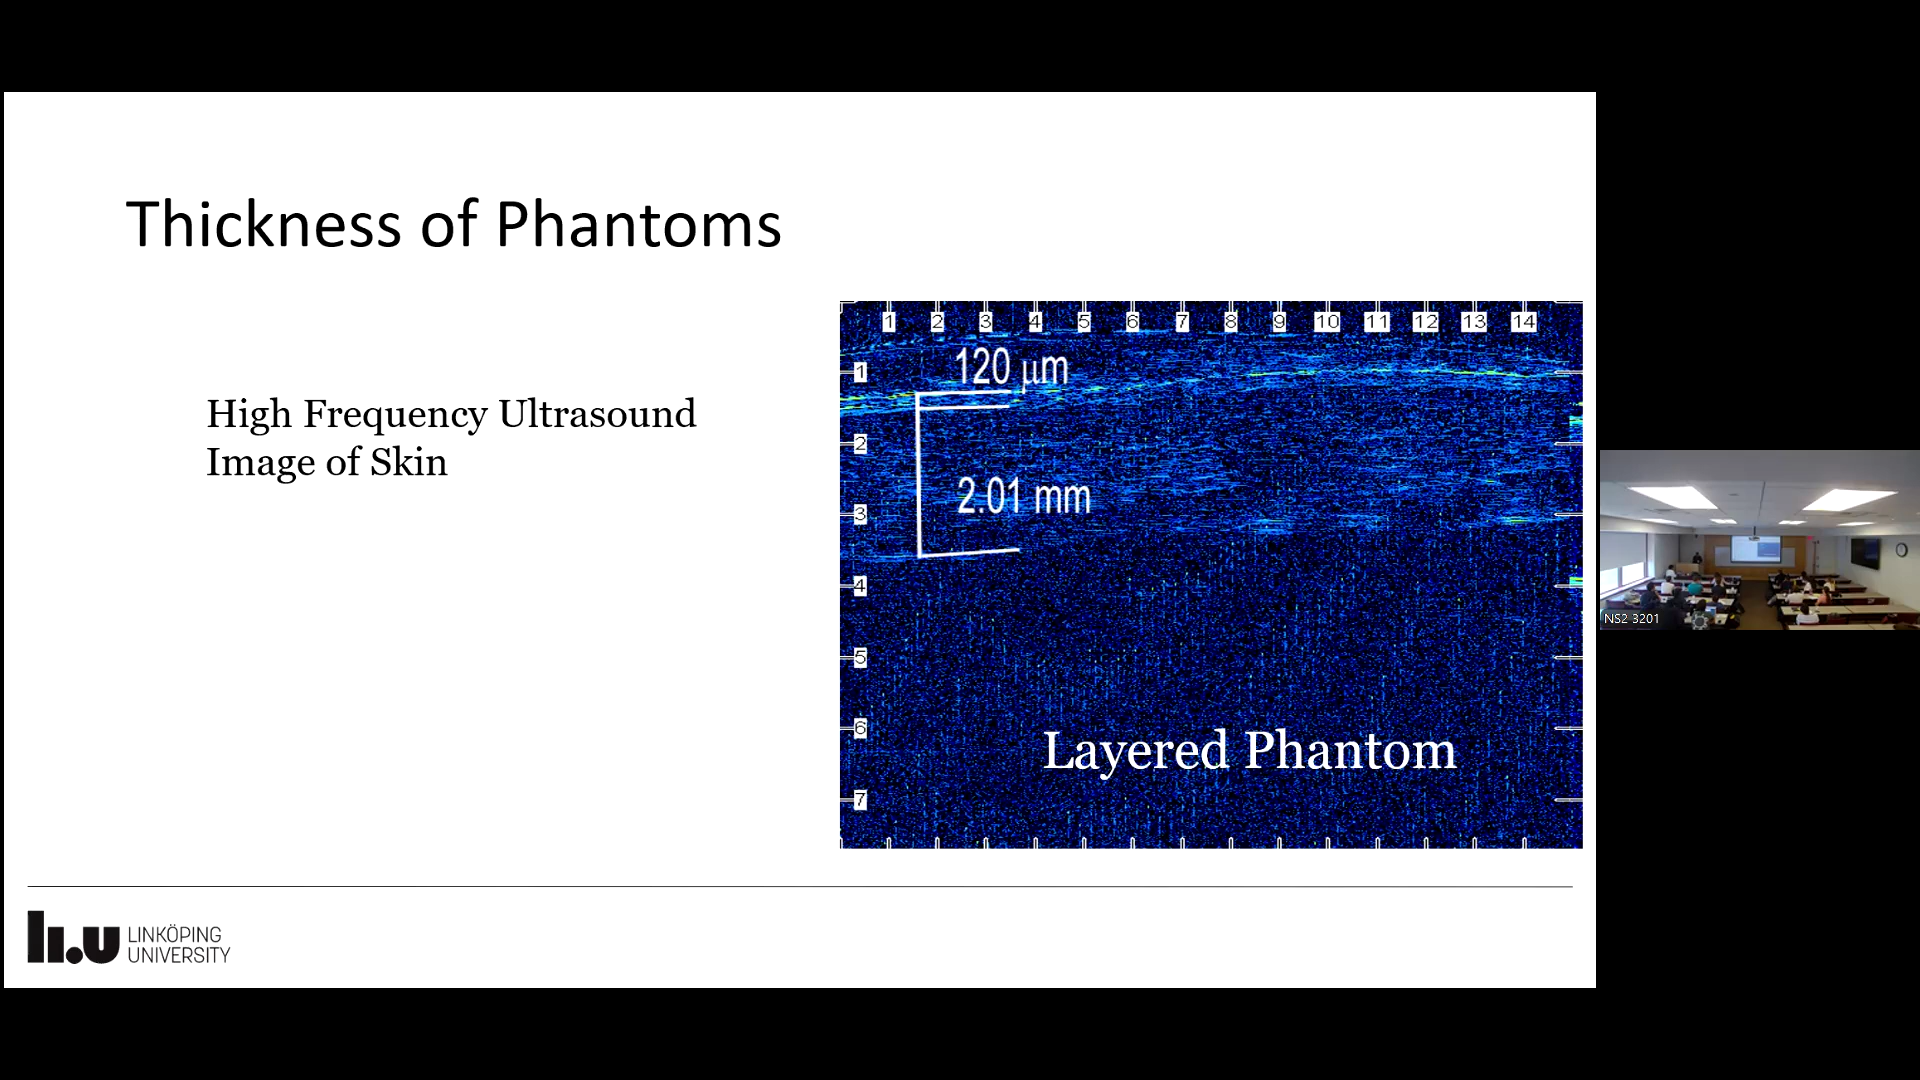 Thickness of Phantoms
High Frequency Ultrasound
Image of Skin
1 2 3 4 5 6 7 8 9 10 11 12 13 14
120 μm
1
2
2.01 mm
3
4
5
6
Layered Phantom
7
NS2 3201
li.u LINKÖPING
UNIVERSITY